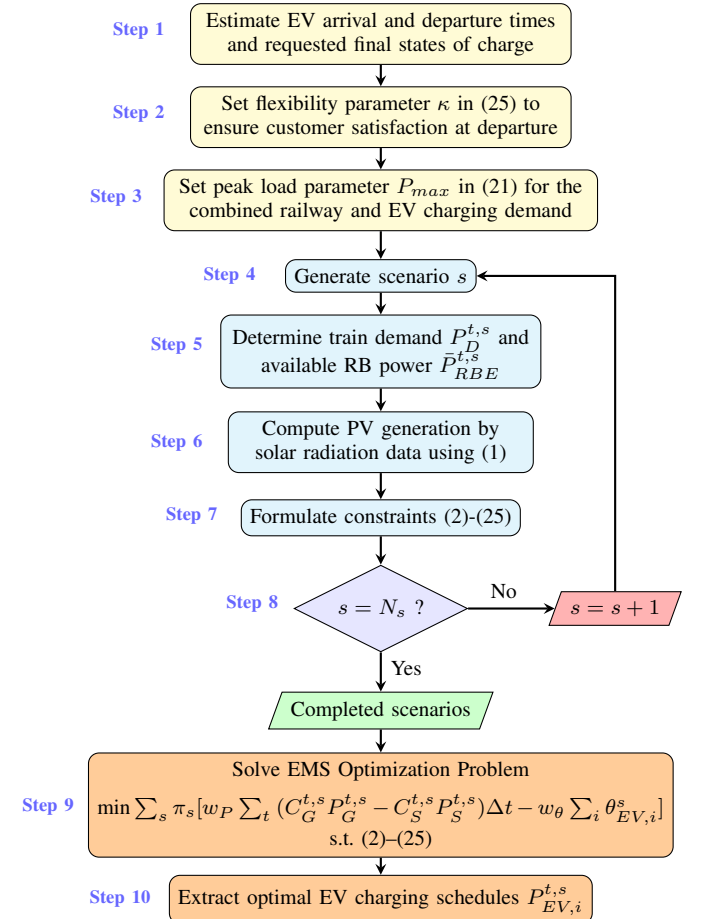 Step 1
Estimate EV arrival and departure times
and requested final states of charge
Step 2
Set flexibility parameter κ in (25) to
ensure customer satisfaction at departure
Step 3
Set peak load parameter P_{max} in (21) for the
combined railway and EV charging demand
Step 4
Generate scenario s
Step 5
Determine train demand P_D^{t,s} and
available RB power \bar{P}_{RBE}^{t,s}
Step 6
Compute PV generation by
solar radiation data using (1)
Step 7
Formulate constraints (2)-(25)
Step 8
s = N_s ?
No
s = s + 1
Yes
Completed scenarios
Step 9
Solve EMS Optimization Problem
min ∑_s π_s[w_P ∑_t (C_G^{t,s} P_G^{t,s} − C_S^{t,s} P_S^{t,s})Δt − w_θ ∑_i θ_{EV,i}^s]
s.t. (2)–(25)
Step 10
Extract optimal EV charging schedules P_{EV,i}^{t,s}